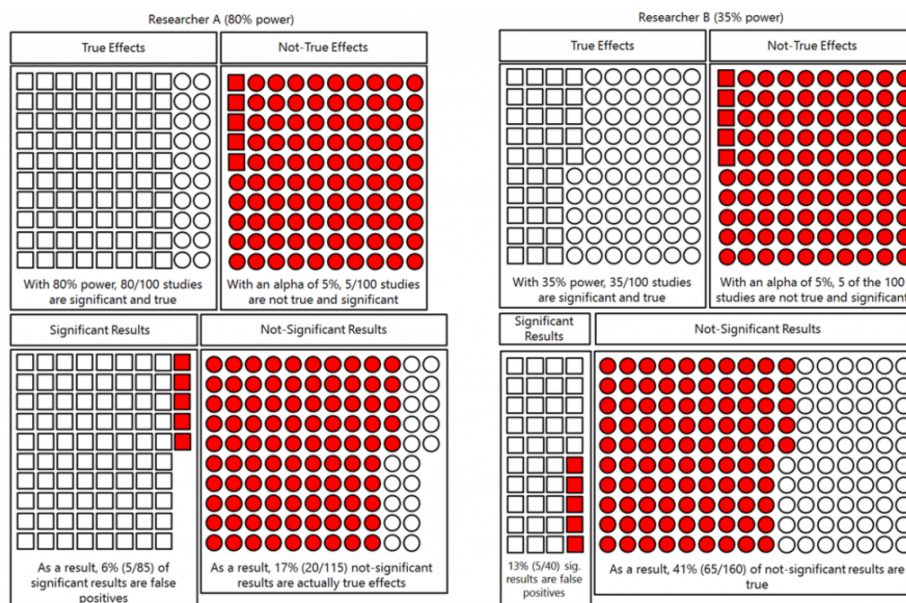 Researcher A (80% power)
True Effects
Not-True Effects
With 80% power, 80/100 studies
are significant and true
With an alpha of 5%, 5/100 studies
are not true and significant
Significant Results
Not-Significant Results
As a result, 6% (5/85) of
significant results are false
positives
As a result, 17% (20/115) not-significant
results are actually true effects
Researcher B (35% power)
True Effects
Not-True Effects
With 35% power, 35/100 studies
are significant and true
With an alpha of 5%, 5 of the 100
studies are not true and significant
Significant
Results
Not-Significant Results
13% (5/40) sig.
results are false
positives
As a result, 41% (65/160) of not-significant results are
true